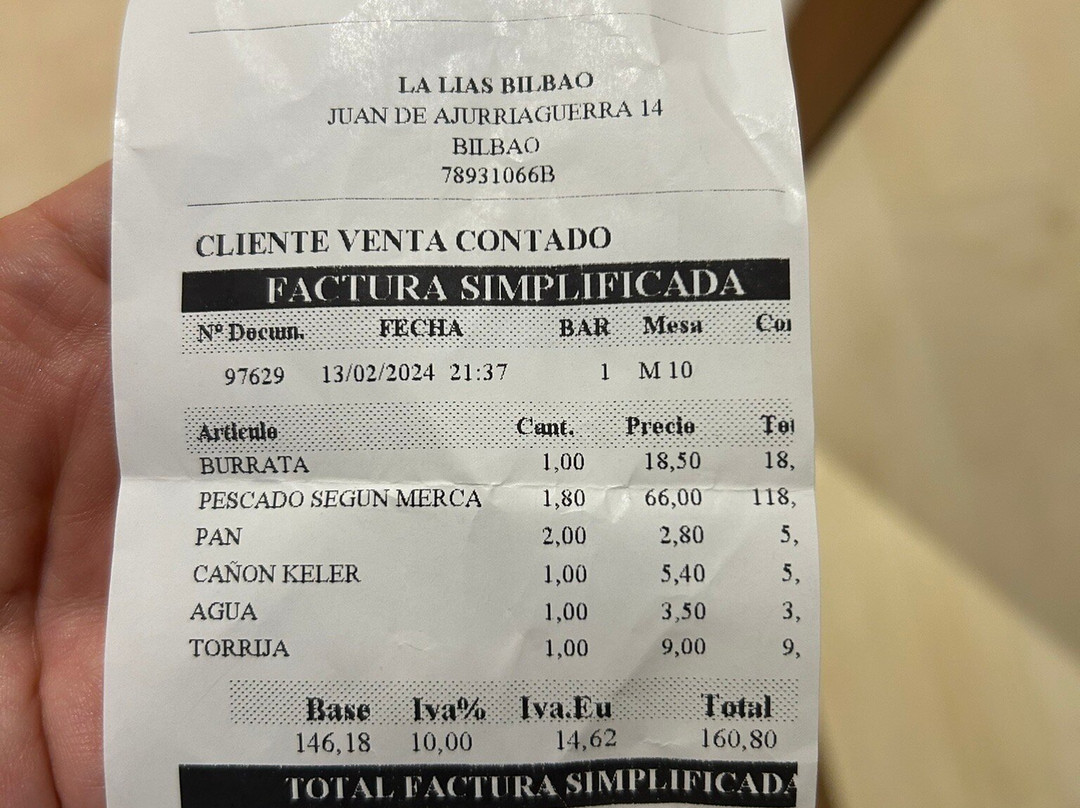 LA LIAS BILBAO
JUAN DE AJURRIAGUERRA 14
BILBAO
78931066B
CLIENTE VENTA CONTADO
FACTURA SIMPLIFICADA
Nº Docum. FECHA BAR Mesa
97629 13/02/2024 21:37 1 M 10
Articulo Cant. Precio
BURRATA 1,00 18,50 18,
PESCADO SEGUN MERCA 1,80 66,00 118,
PAN 2,00 2,80 5,
CAÑON KELER 1,00 5,40 5,
AGUA 1,00 3,50 3,
TORRIJA 1,00 9,00 9,
Base Iva% Iva.Eu Total
146,18 10,00 14,62 160,80
TOTAL FACTURA SIMPLIFICADA